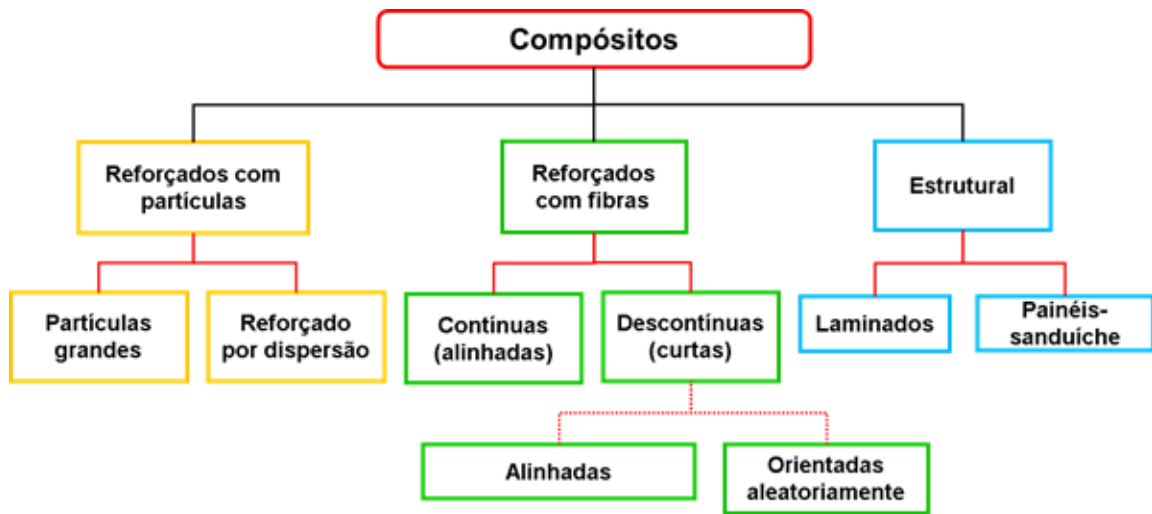 Compósitos
Reforçados com
partículas
Reforçados
com fibras
Estrutural
Partículas
grandes
Reforçado
por dispersão
Contínuas
(alinhadas)
Descontínuas
(curtas)
Laminados
Painéis-
sanduíche
Alinhadas
Orientadas
aleatoriamente